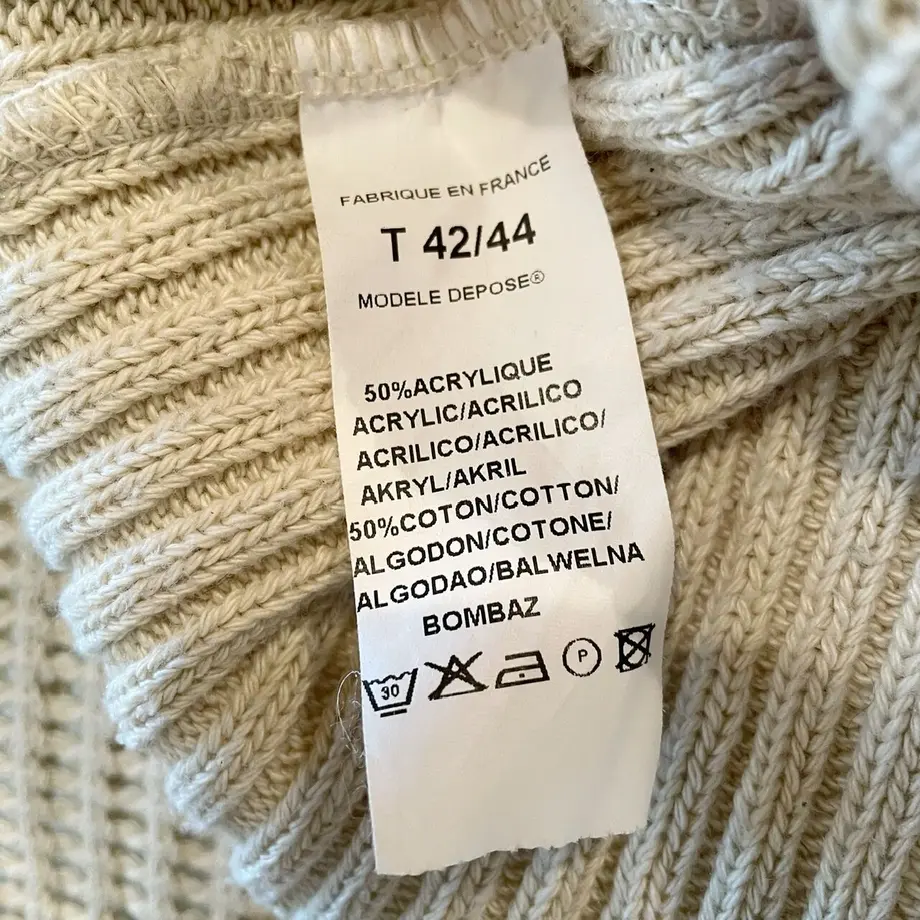 FABRIQUE EN FRANCE
T 42/44
MODELE DEPOSE®
50%ACRYLIQUE
ACRYLIC/ACRILICO
ACRILICO/ACRILICO/
AKRYL/AKRIL
50%COTON/COTTON/
ALGODON/COTONE/
ALGODAO/BALWELNA
BOMBAZ
30 P